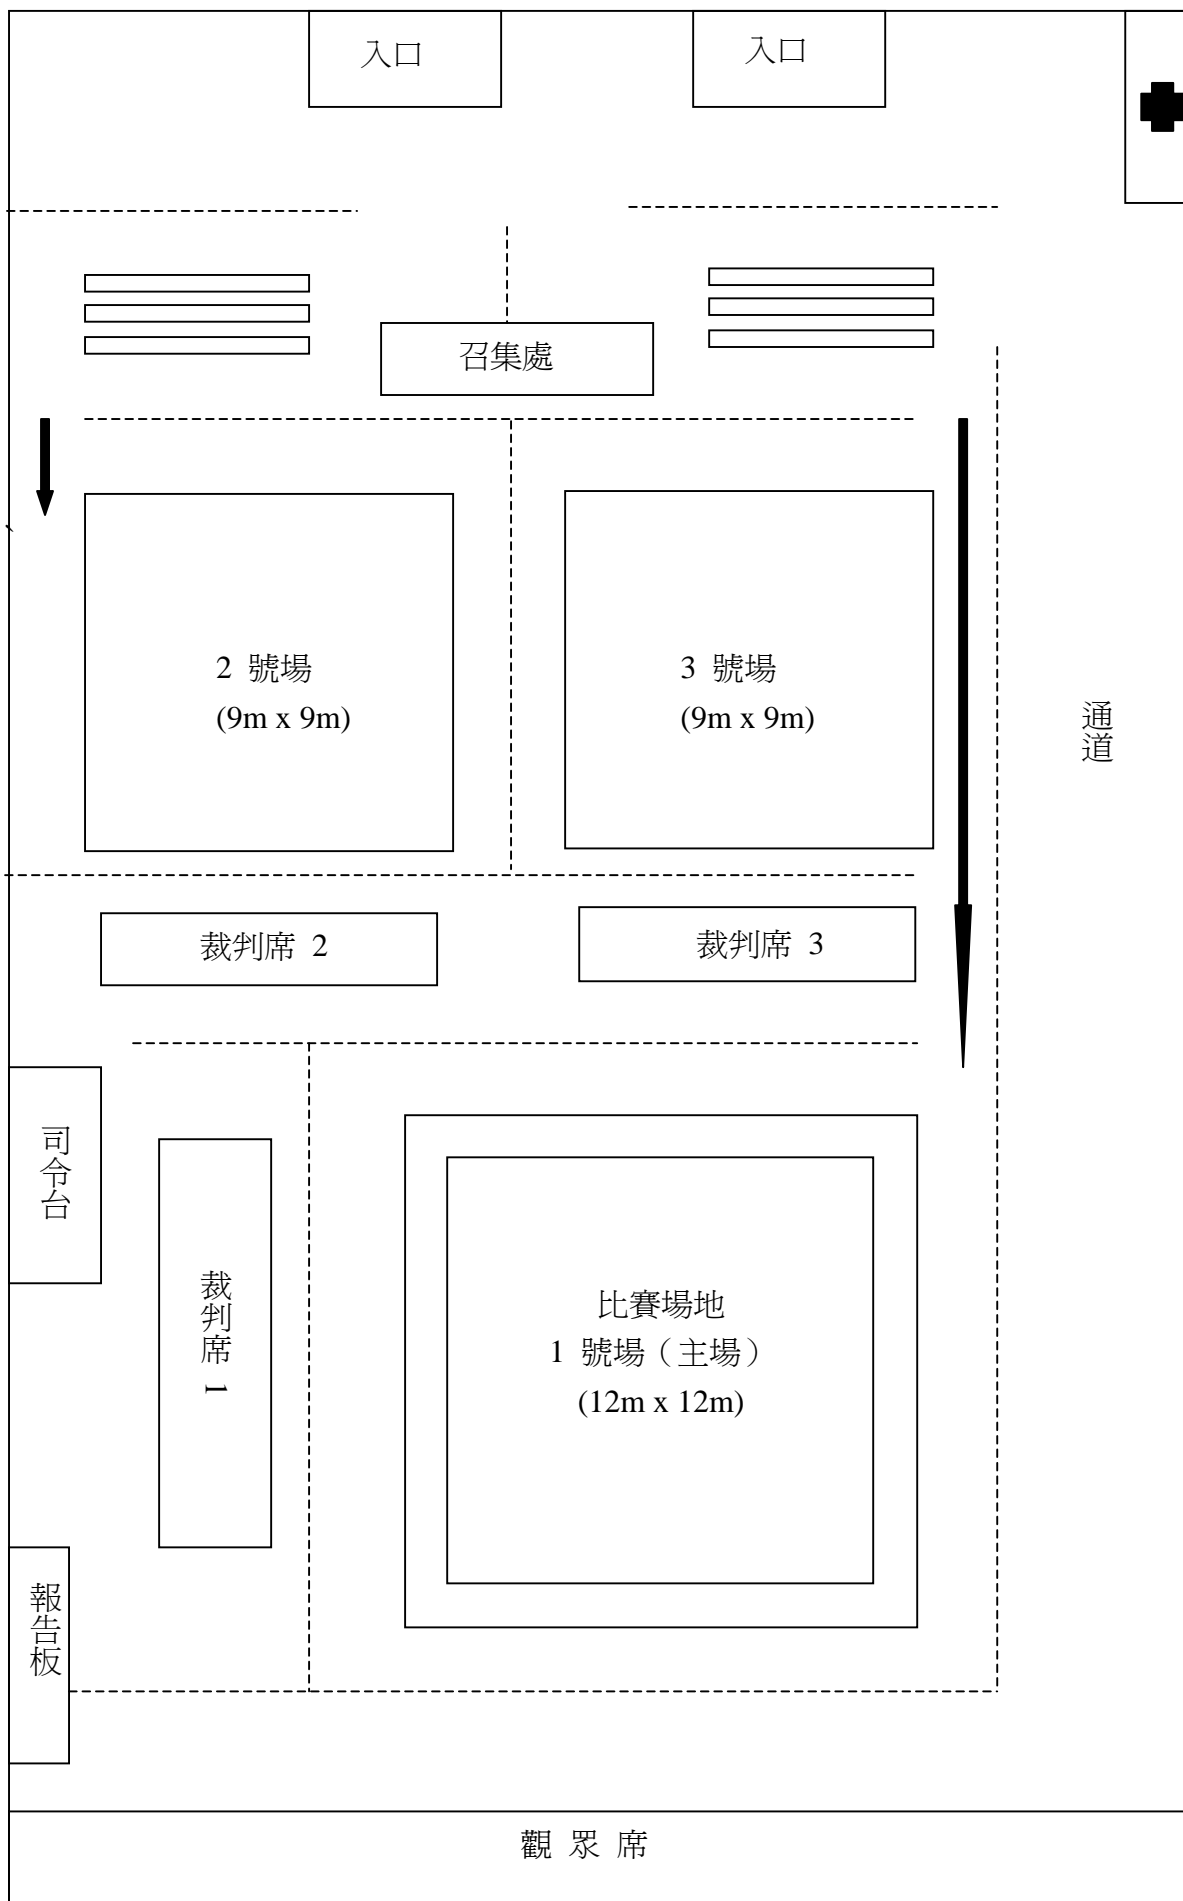 入口
入口
召集處
2 號場
(9m x 9m)
3 號場
(9m x 9m)
通道
裁判席 2
裁判席 3
司令台
裁判席 1
比賽場地
1 號場（主場）
(12m x 12m)
報告板
觀 眾 席